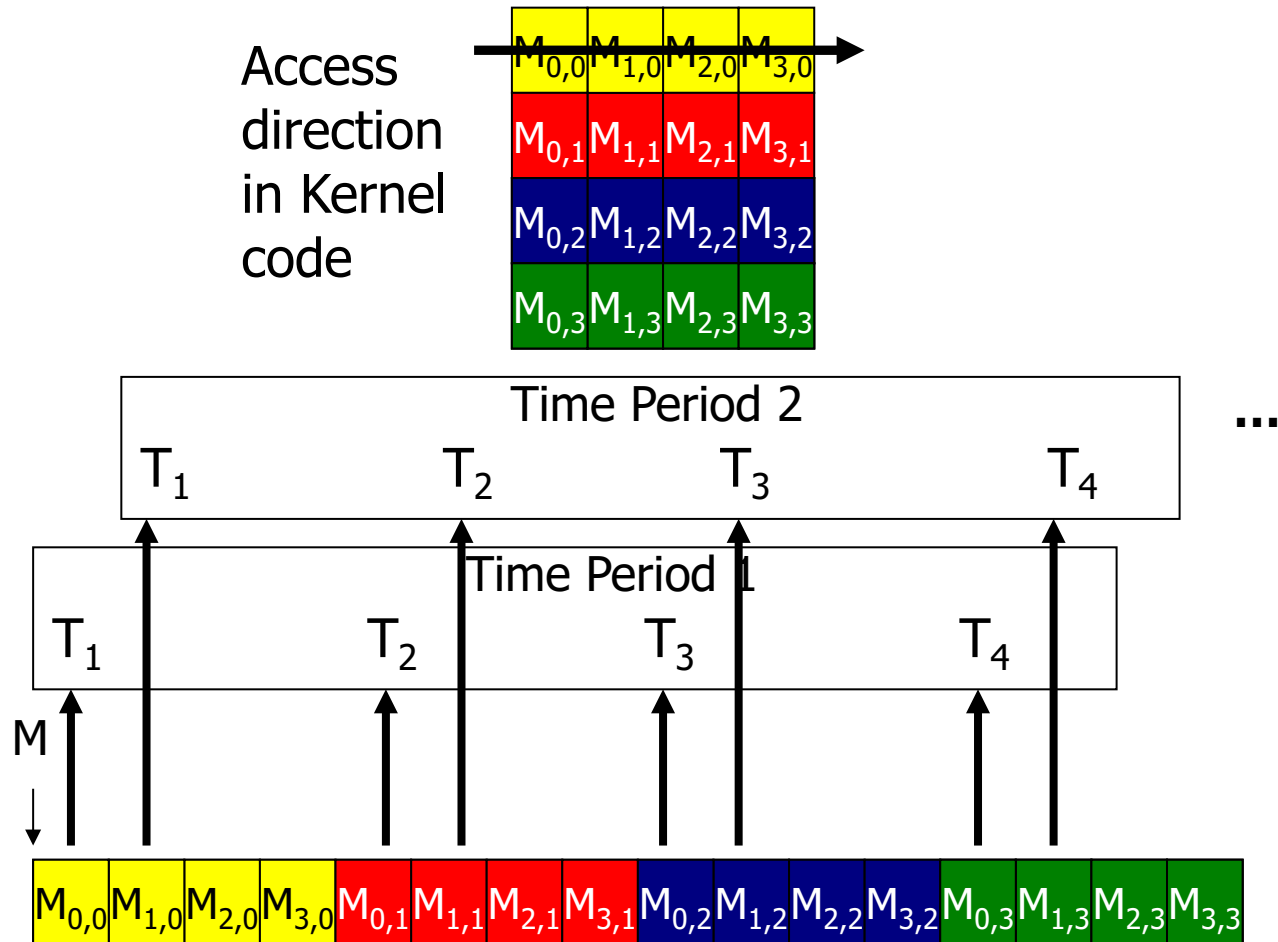 Access
direction
in Kernel
code
M0,0 M1,0 M2,0 M3,0
M0,1 M1,1 M2,1 M3,1
M0,2 M1,2 M2,2 M3,2
M0,3 M1,3 M2,3 M3,3
Time Period 2
...
T1 T2 T3 T4
Time Period 1
T1 T2 T3 T4
M
M0,0 M1,0 M2,0 M3,0 M0,1 M1,1 M2,1 M3,1 M0,2 M1,2 M2,2 M3,2 M0,3 M1,3 M2,3 M3,3